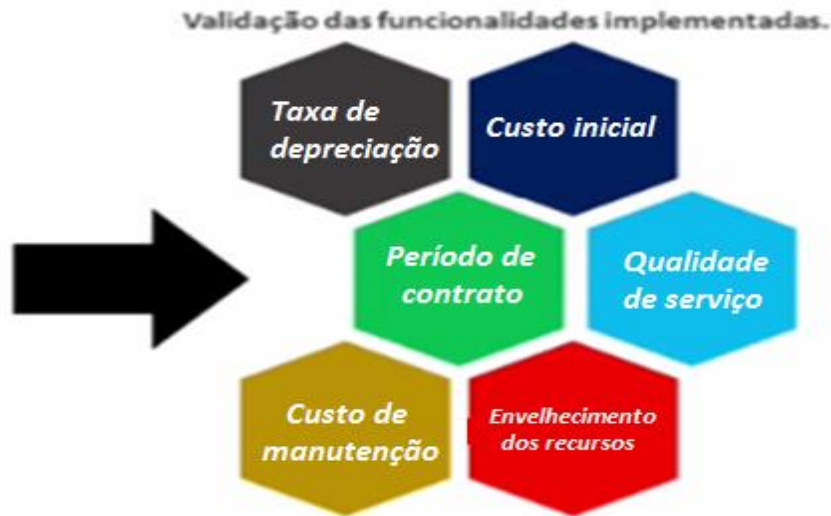 Validação das funcionalidades implementadas.
Taxa de
depreciação
Custo inicial
Período de
contrato
Qualidade
de serviço
Custo de
manutenção
Envelhecimento
dos recursos